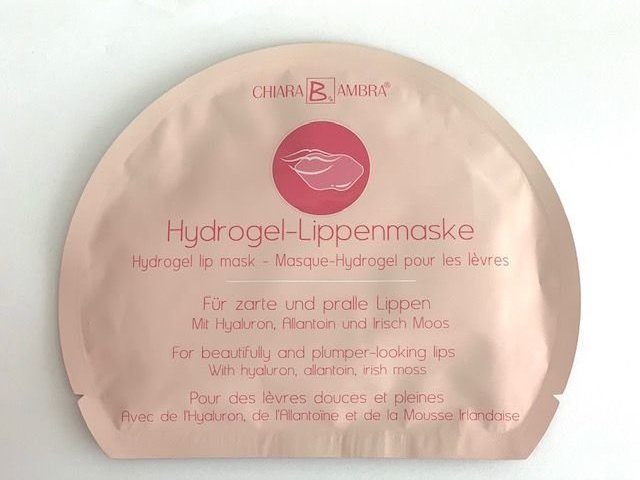 CHIARA B. AMBRA®
Hydrogel-Lippenmaske
Hydrogel lip mask - Masque-Hydrogel pour les lèvres
Für zarte und pralle Lippen
Mit Hyaluron, Allantoin und Irisch Moos
For beautifully and plumper-looking lips
With hyaluron, allantoin, irish moss
Pour des lèvres douces et pleines
Avec de l'Hyaluron, de l'Allantoïne et de la Mousse Irlandaise